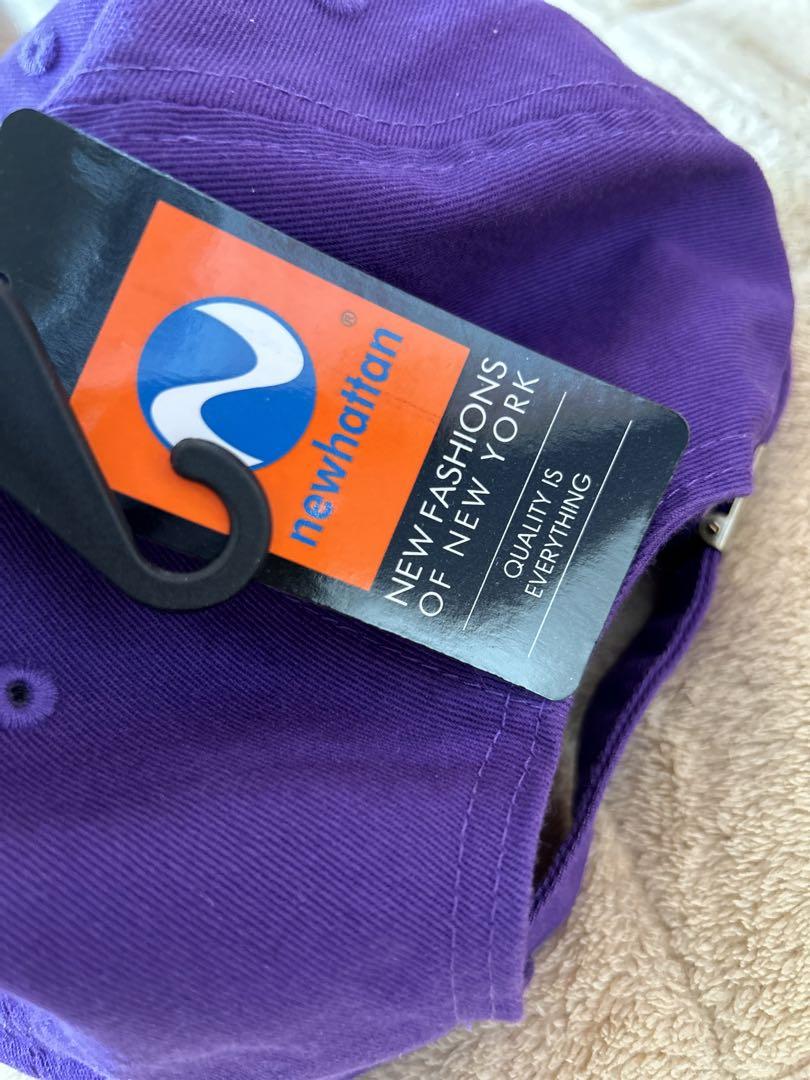 newhattan®
NEW FASHIONS
OF NEW YORK
QUALITY IS
EVERYTHING